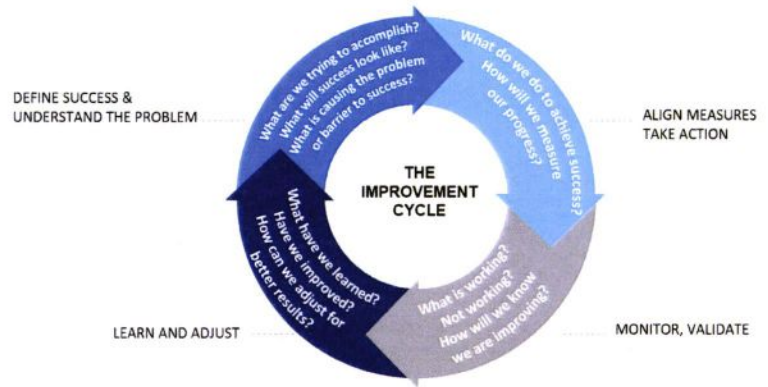 What are we trying to accomplish?
What will success look like?
What is causing the problem
or barrier to success?
DEFINE SUCCESS &
UNDERSTAND THE PROBLEM
What do we do to achieve success?
How will we measure
our progress?
ALIGN MEASURES
TAKE ACTION
THE
IMPROVEMENT
CYCLE
What is working?
Not working?
How will we know
we are improving?
MONITOR, VALIDATE
What have we learned?
Have we improved?
How can we adjust for
better results?
LEARN AND ADJUST